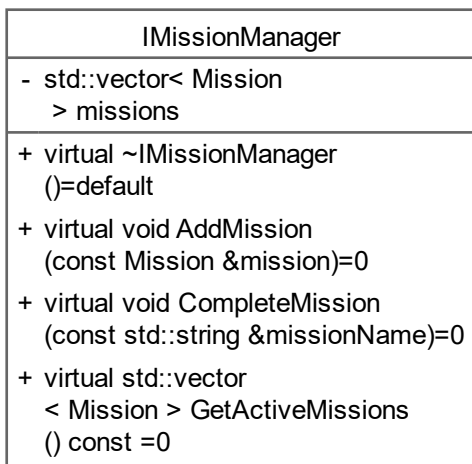 IMissionManager
- std::vector< Mission
> missions
+ virtual ~IMissionManager
()=default
+ virtual void AddMission
(const Mission &mission)=0
+ virtual void CompleteMission
(const std::string &missionName)=0
+ virtual std::vector
< Mission > GetActiveMissions
() const =0